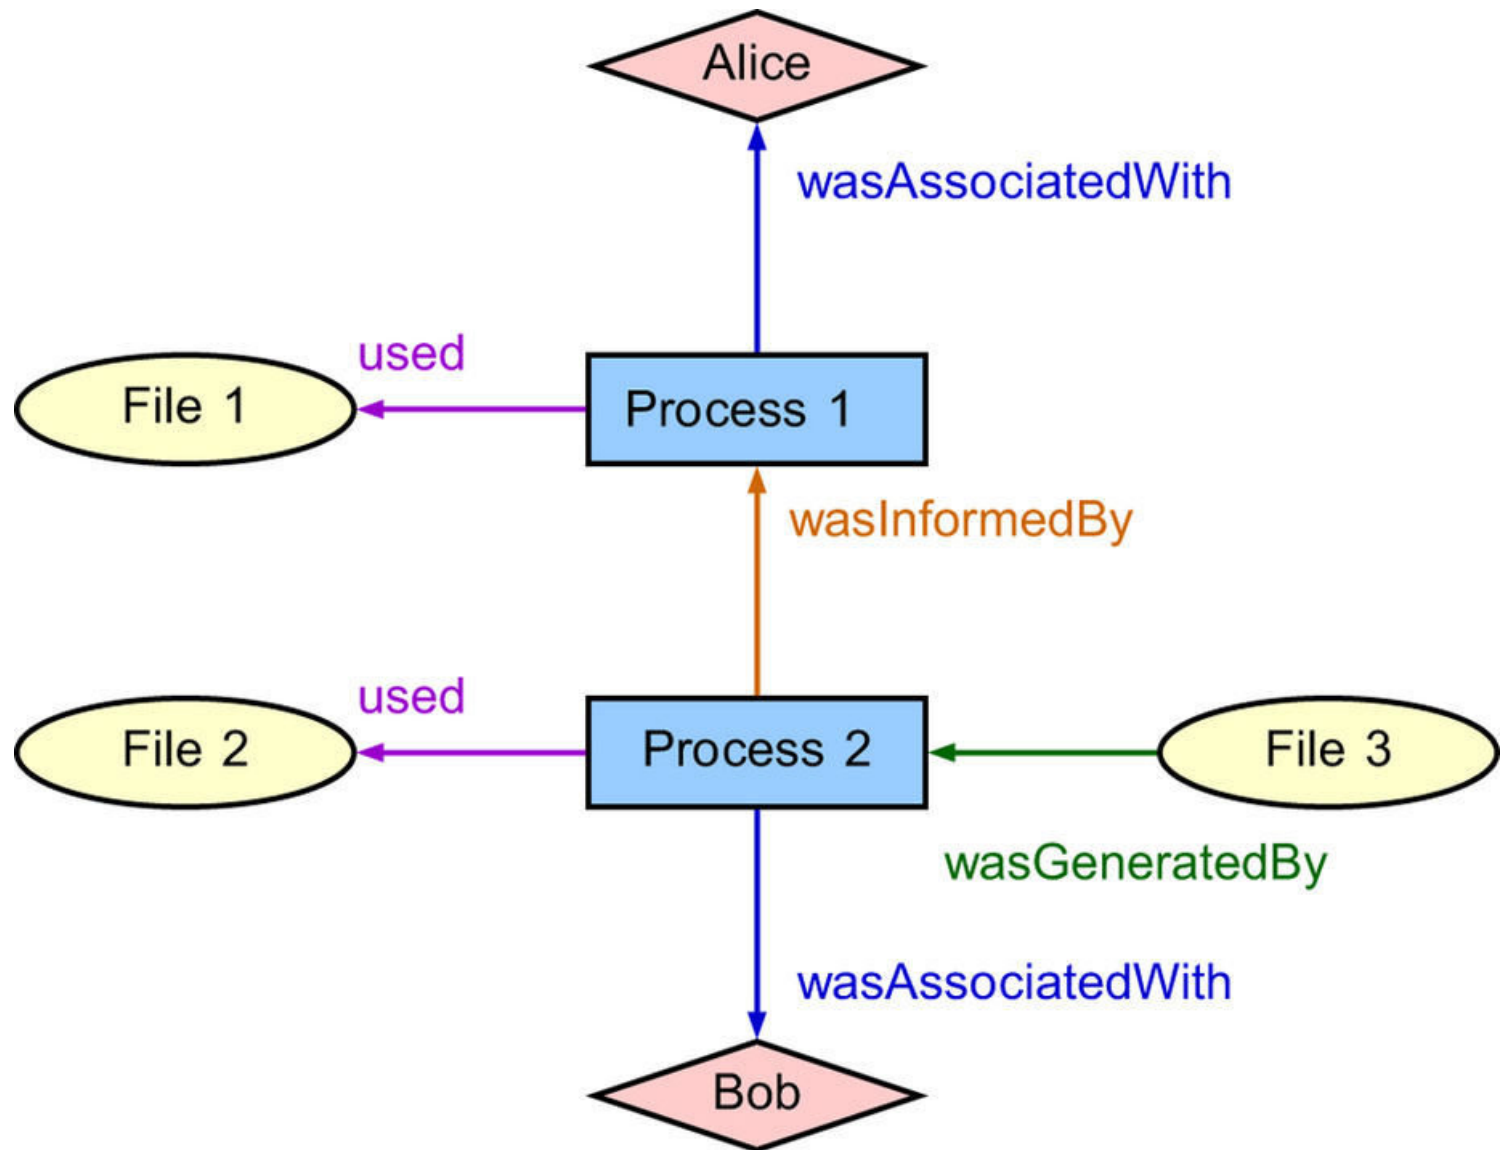 Alice
wasAssociatedWith
used
File 1
Process 1
wasInformedBy
used
File 2
Process 2
File 3
wasGeneratedBy
wasAssociatedWith
Bob